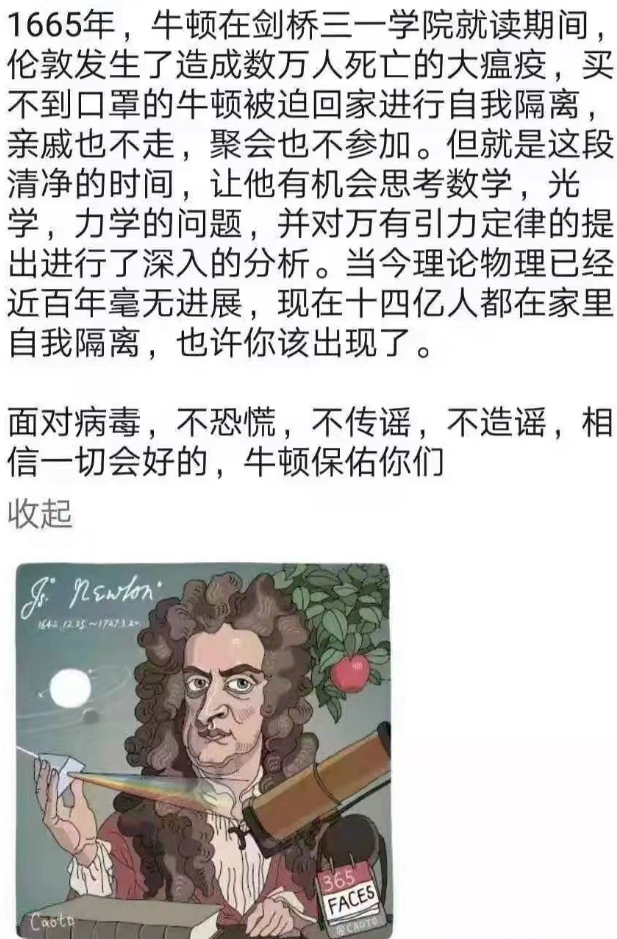 1665年，牛顿在剑桥三一学院就读期间，
伦敦发生了造成数万人死亡的大瘟疫，买
不到口罩的牛顿被迫回家进行自我隔离，
亲戚也不走，聚会也不参加。但就是这段
清净的时间，让他有机会思考数学，光
学，力学的问题，并对万有引力定律的提
出进行了深入的分析。当今理论物理已经
近百年毫无进展，现在十四亿人都在家里
自我隔离，也许你该出现了。
面对病毒，不恐慌，不传谣，不造谣，相
信一切会好的，牛顿保佑你们
收起
Js Newton
1642.12.25~1727.3.20
365
FACES
@CAOTO
Caoto